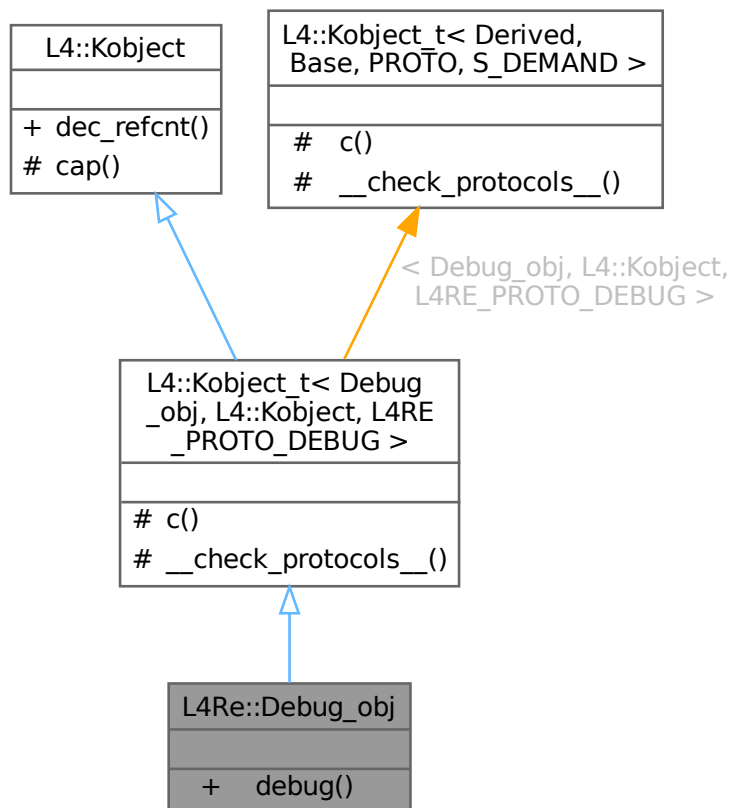 L4::Kobject
+ dec_refcnt()
# cap()
L4::Kobject_t< Derived,
Base, PROTO, S_DEMAND >
# c()
# __check_protocols__()
< Debug_obj, L4::Kobject,
L4RE_PROTO_DEBUG >
L4::Kobject_t< Debug
_obj, L4::Kobject, L4RE
_PROTO_DEBUG >
# c()
# __check_protocols__()
L4Re::Debug_obj
+ debug()